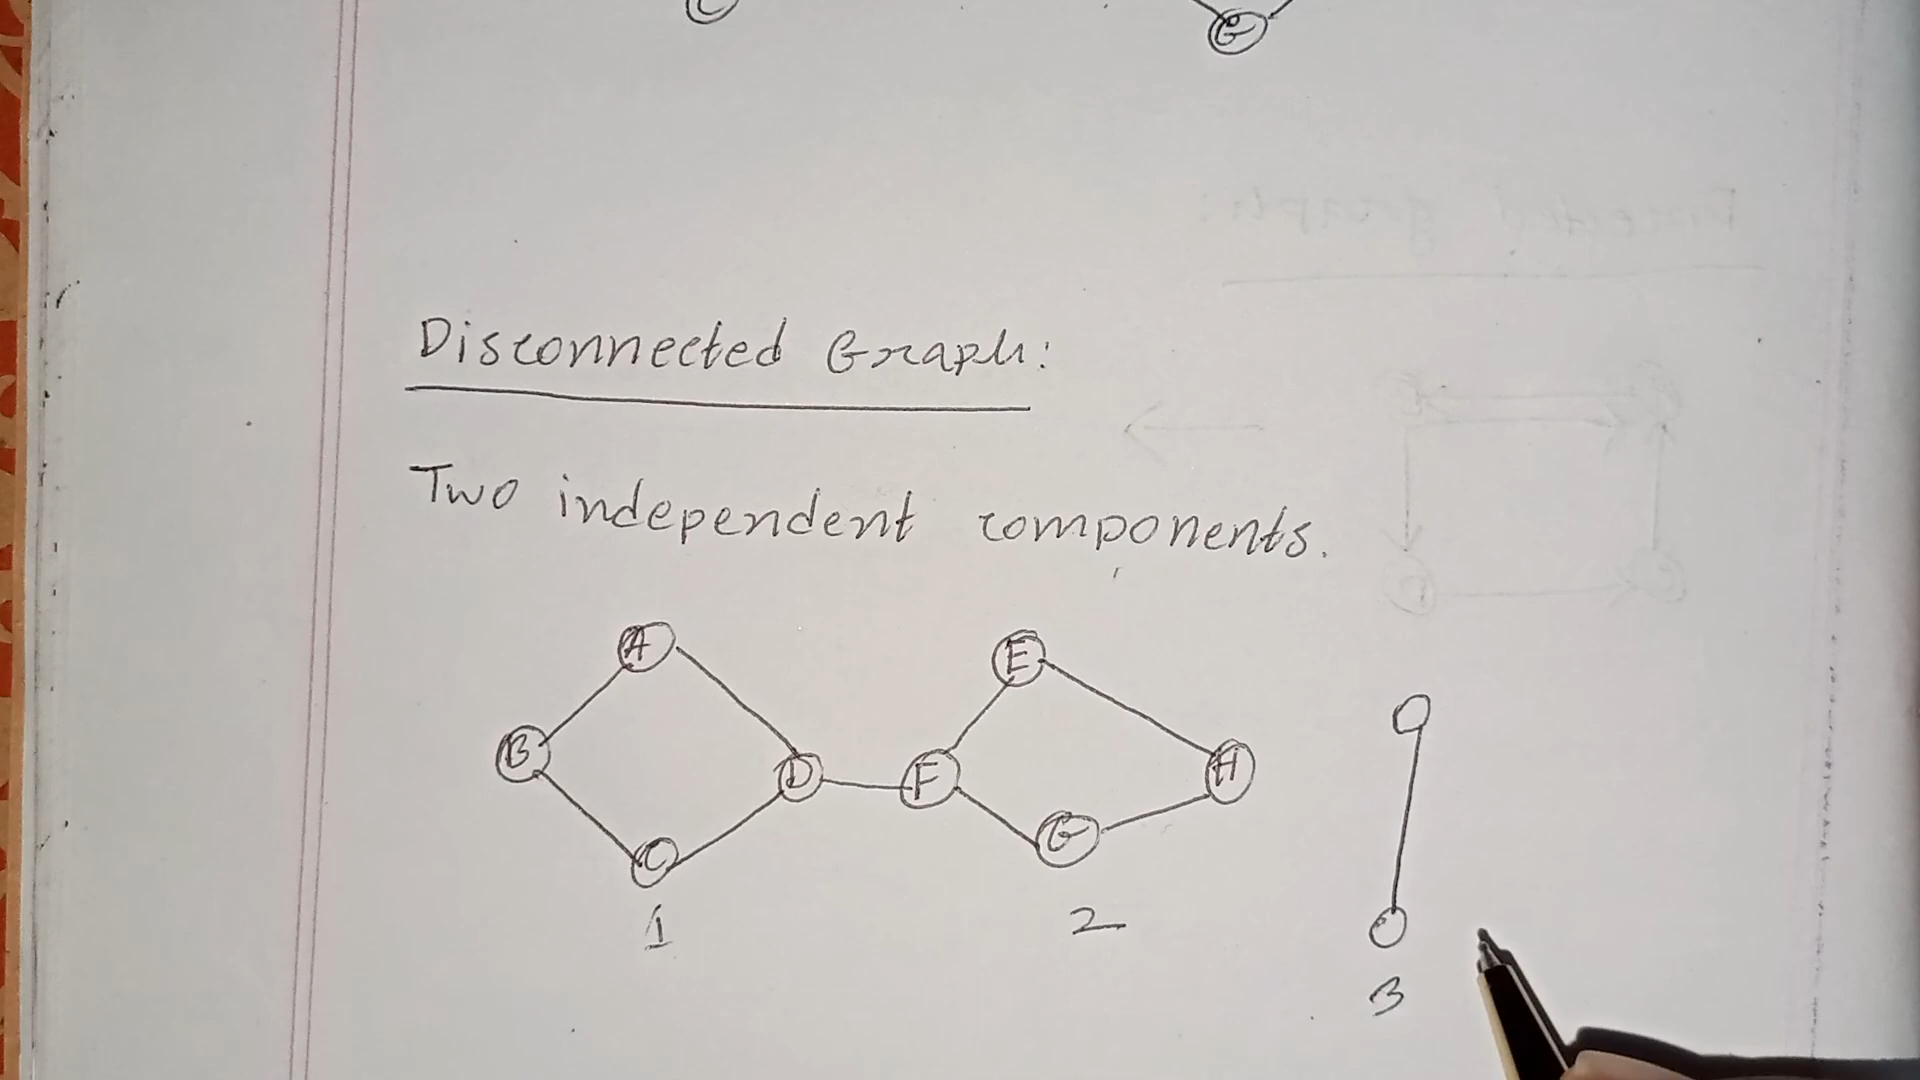 C
G
Disconnected Graph:
Two independent components.
A E
B D F H
C G
1 2
3